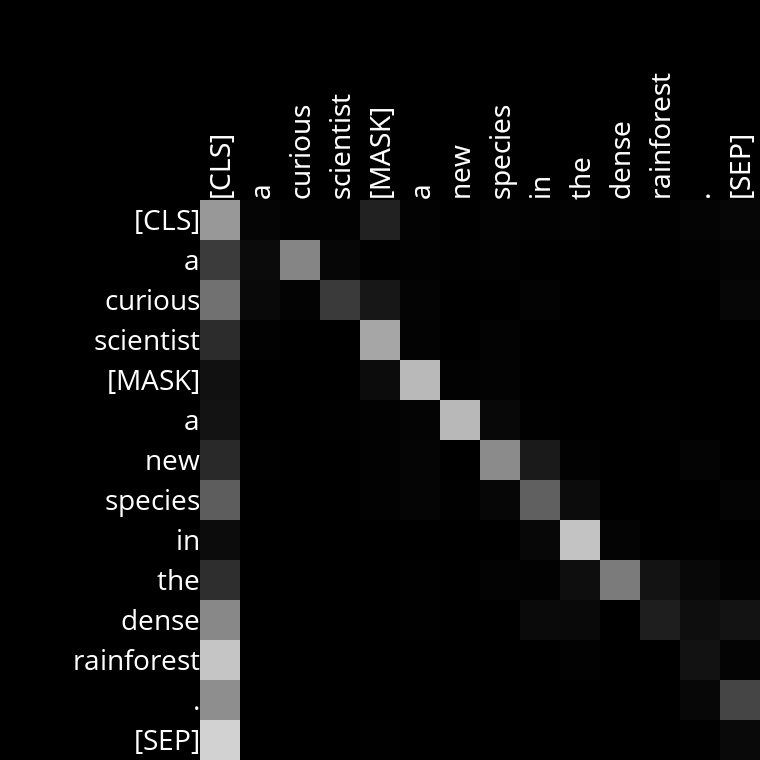 [CLS] a curious scientist [MASK] a new species in the dense rainforest . [SEP]
[CLS]
a
curious
scientist
[MASK]
a
new
species
in
the
dense
rainforest
.
[SEP]